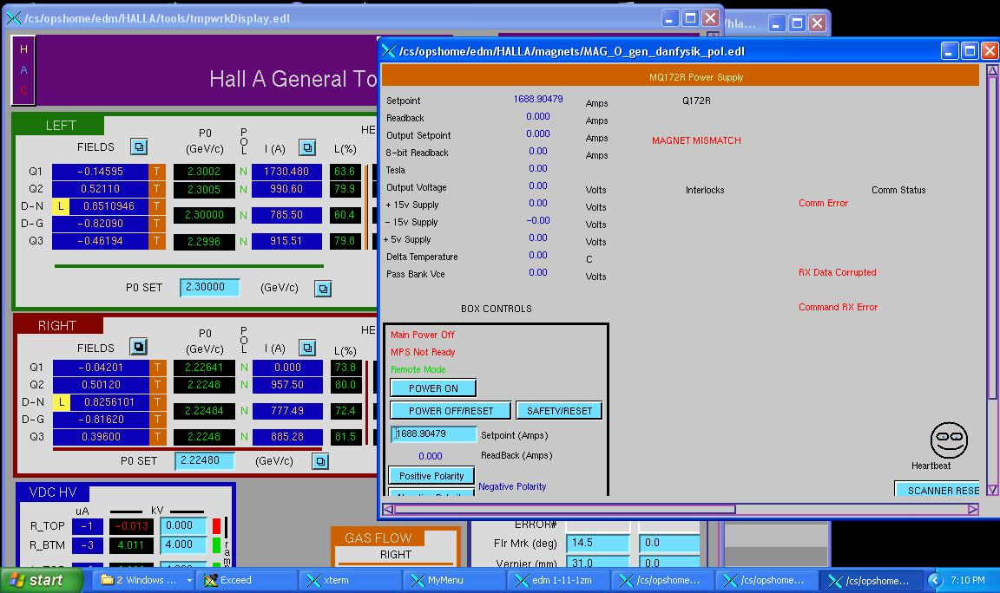 /cs/opshome/edm/HALLA/tools/tmpwrkDisplay.edl
/hla...
/cs/opshome/edm/HALLA/magnets/MAG_O_gen_danfysik_pol.edl
H
A
C
Hall A General To
LEFT
FIELDS
P0
(GeV/c)
P
O
L
I (A)
HE
L(%)
Q1 -0.14595 T 2.3002 N 1730.480 63.6
Q2 0.52110 T 2.3005 N 990.60 79.9
D-N L 0.8510946 T 2.30000 N 785.50 60.4
D-G -0.82090 T
Q3 -0.46194 T 2.2996 N 915.51 79.8
P0 SET 2.30000 (GeV/c)
RIGHT
FIELDS
P0
(GeV/c)
P
O
L
I (A)
HE
L(%)
Q1 -0.04201 T 2.22641 N 0.000 73.8
Q2 0.50120 T 2.2248 N 957.50 80.0
D-N L 0.8256101 T 2.22484 N 777.49 72.4
D-G -0.81620 T
Q3 0.39600 T 2.2248 N 885.28 81.5
P0 SET 2.22480 (GeV/c)
VDC HV
uA kV
R_TOP -1 -0.013 0.000
R_BTM -3 4.011 4.000
ram
GAS FLOW
RIGHT
ERROR#
Flr Mrk (deg) 14.5 0.0
Vernier (mm) 31.0 0.0
MQ172R Power Supply
Setpoint 1688.90479 Amps Q172R
Readback 0.000 Amps
Output Setpoint 0.000 Amps MAGNET MISMATCH
8-bit Readback 0.00 Amps
Tesla 0.00
Output Voltage 0.00 Volts Interlocks Comm Status
+ 15v Supply 0.00 Volts Comm Error
- 15v Supply -0.00 Volts
+ 5v Supply 0.00 Volts
Delta Temperature 0.00 C
Pass Bank Vce 0.00 Volts RX Data Corrupted
BOX CONTROLS Command RX Error
Main Power Off
MPS Not Ready
Remote Mode
POWER ON
POWER OFF/RESET SAFETY/RESET
1688.90479 Setpoint (Amps)
0.000 ReadBack (Amps)
Positive Polarity
Negative Polarity
Negative Polarity
Heartbeat
SCANNER RESE
start
2 Windows ...
Exceed
xterm
MyMenu
edm 1-11-1zm
/cs/opshome...
/cs/opshome...
/cs/opshome...
7:10 PM